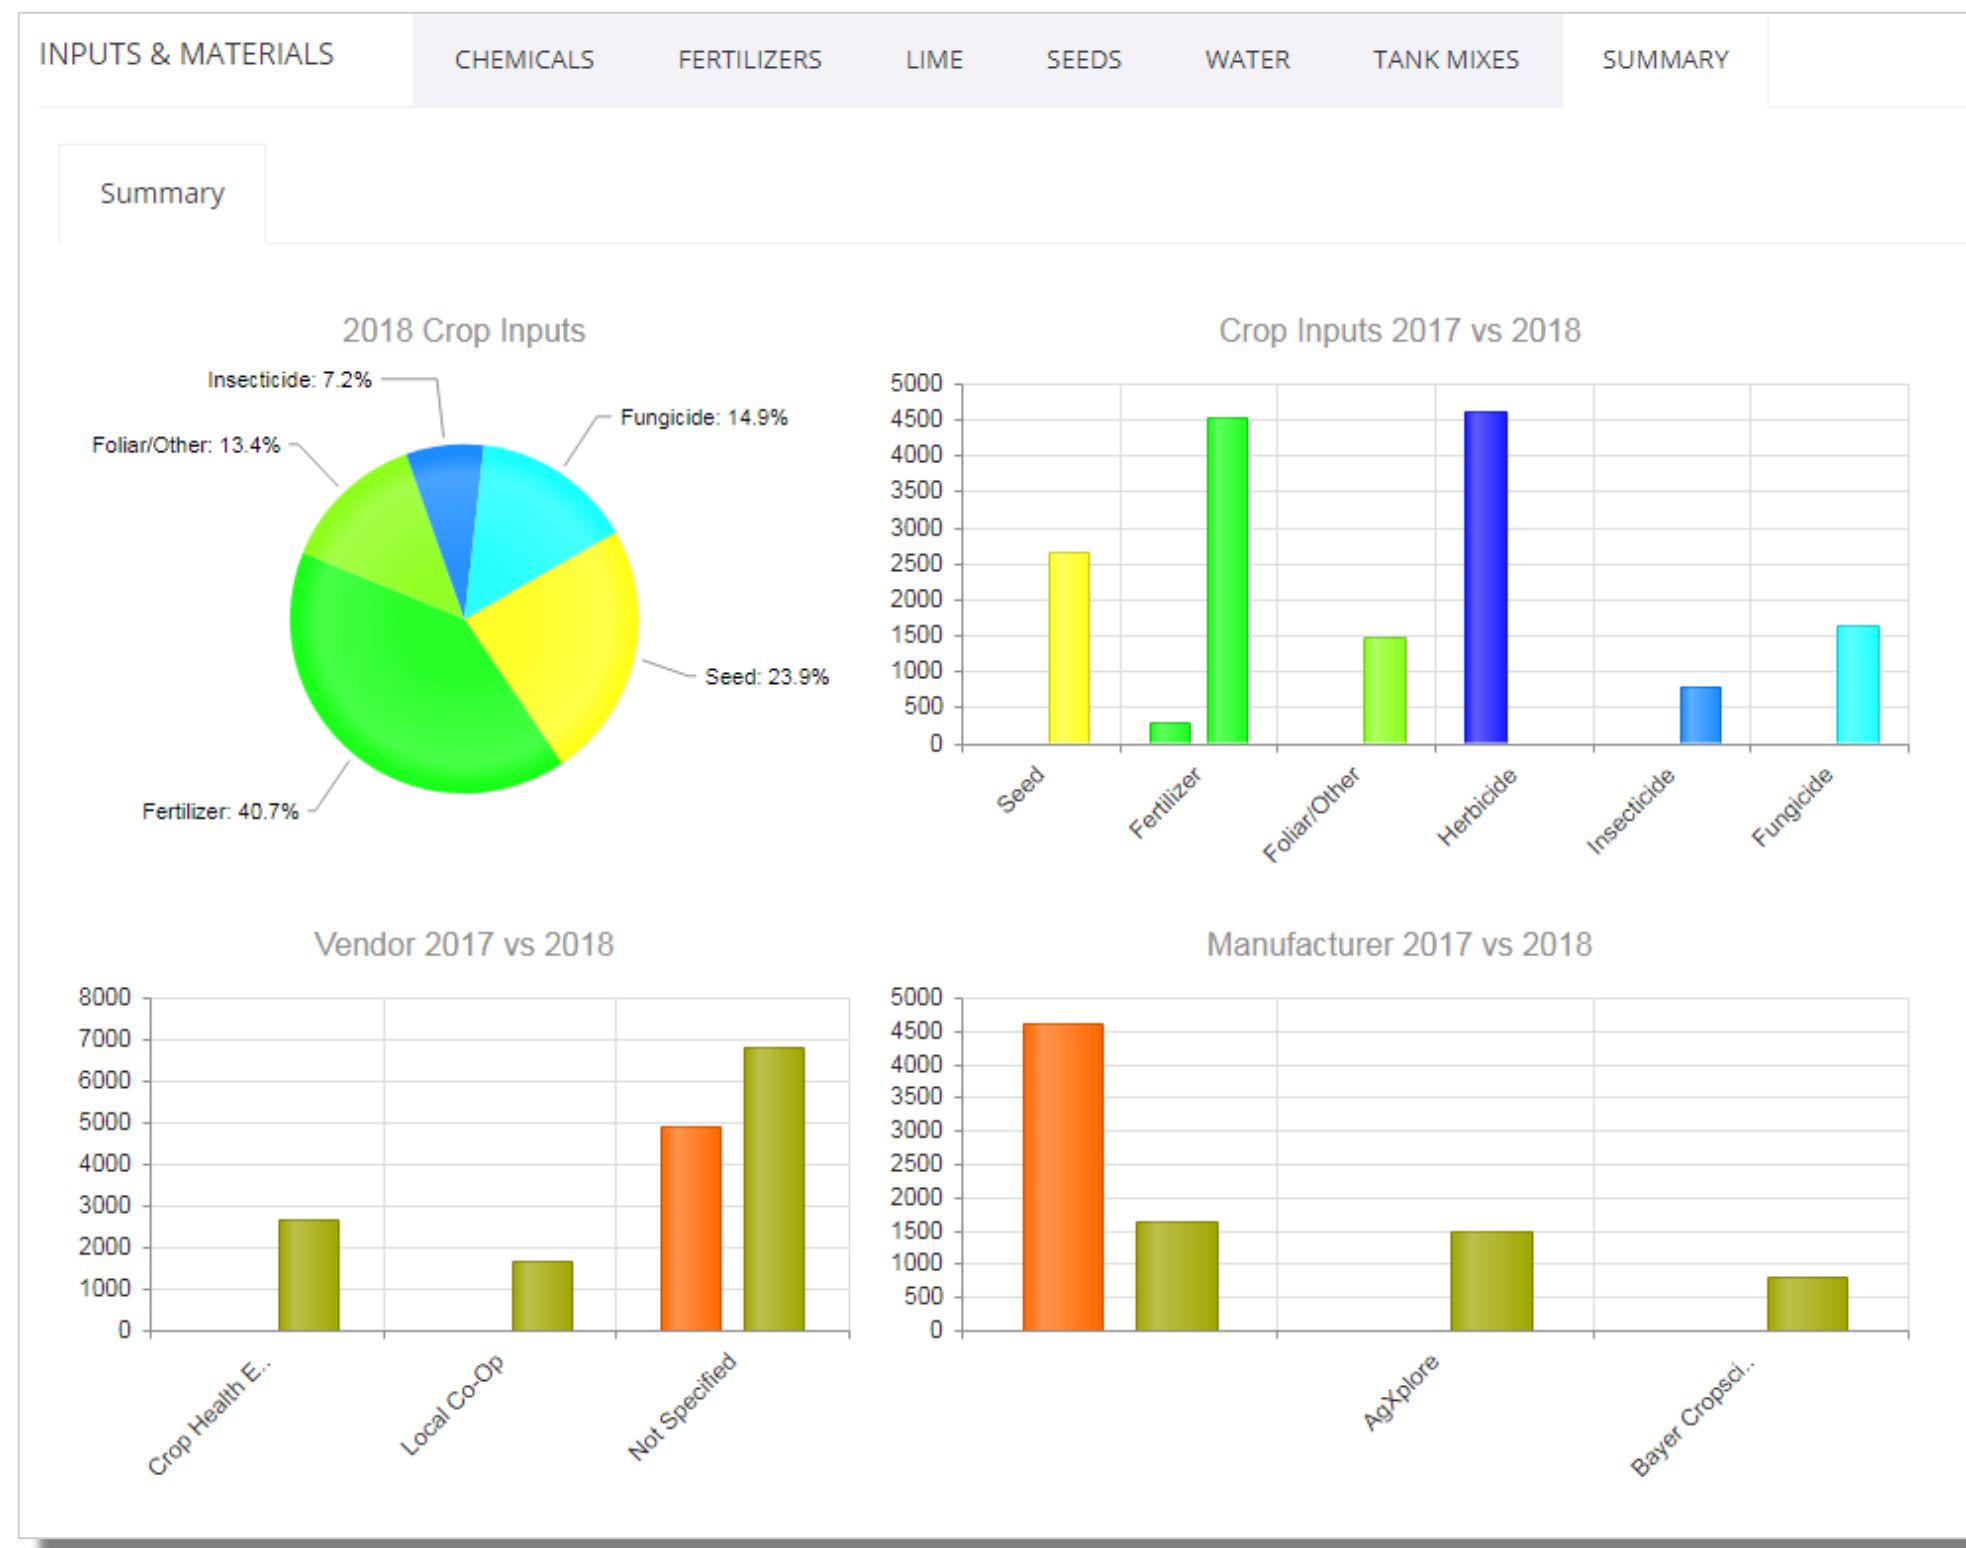 INPUTS & MATERIALS
CHEMICALS
FERTILIZERS
LIME
SEEDS
WATER
TANK MIXES
SUMMARY
Summary
2018 Crop Inputs
Insecticide: 7.2%
Fungicide: 14.9%
Foliar/Other: 13.4%
Seed: 23.9%
Fertilizer: 40.7%
Crop Inputs 2017 vs 2018
5000
4500
4000
3500
3000
2500
2000
1500
1000
500
0
Seed
Fertilizer
Foliar/Other
Herbicide
Insecticide
Fungicide
Vendor 2017 vs 2018
8000
7000
6000
5000
4000
3000
2000
1000
0
Crop Health E..
Local Co-Op
Not Specified
Manufacturer 2017 vs 2018
5000
4500
4000
3500
3000
2500
2000
1500
1000
500
0
AgXplore
Bayer Cropsci..